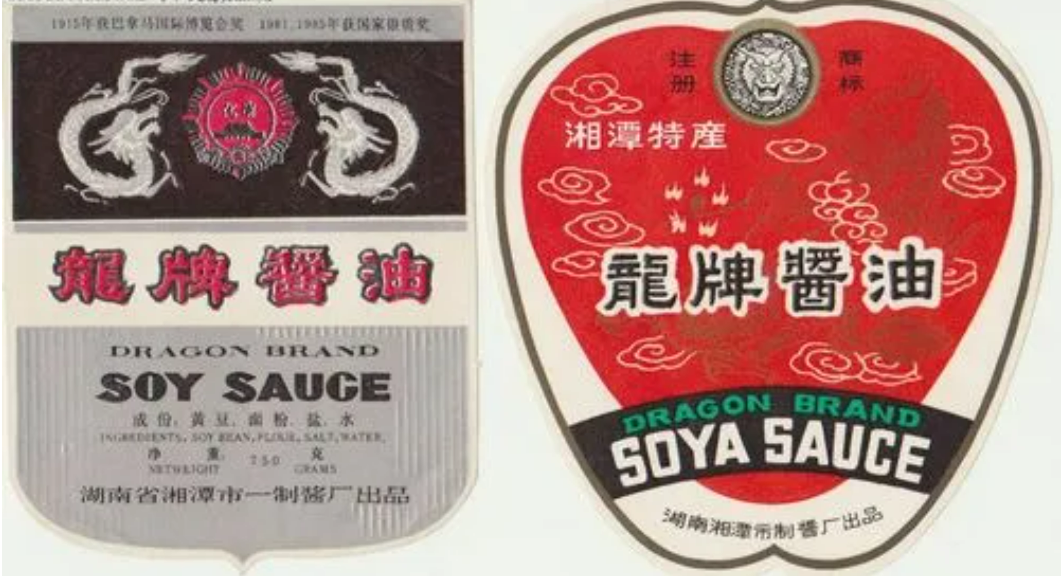 1915年获巴拿马国际博览会奖 1981.1985年获国家银质奖
龍牌醬油
DRAGON BRAND
SOY SAUCE
成份:黄豆.面粉.盐.水
INGREDIENTS, SOY BEAN, FLOUR, SALT, WATER,
净重: 750 克
NETWEIGHT GRAMS
湖南省湘潭市一制酱厂出品
注册 商标
湘潭特産
龍牌醬油
DRAGON BRAND
SOYA SAUCE
湖南湘潭市制醬厂出品